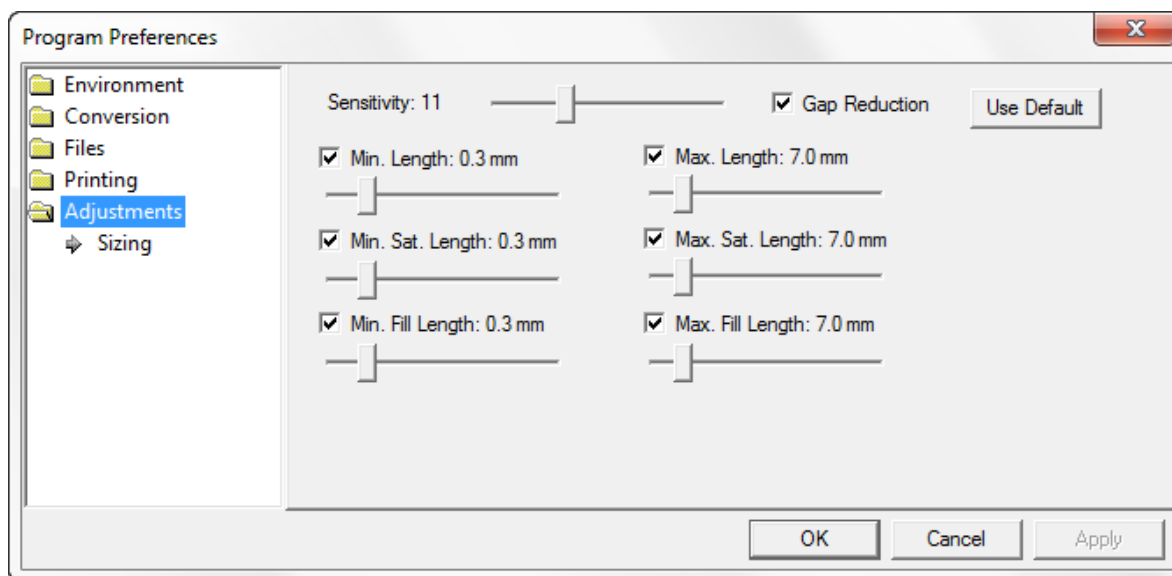 Program Preferences
Environment
Conversion
Files
Printing
Adjustments
Sizing
Sensitivity: 11
Gap Reduction
Use Default
Min. Length: 0.3 mm
Max. Length: 7.0 mm
Min. Sat. Length: 0.3 mm
Max. Sat. Length: 7.0 mm
Min. Fill Length: 0.3 mm
Max. Fill Length: 7.0 mm
OK
Cancel
Apply